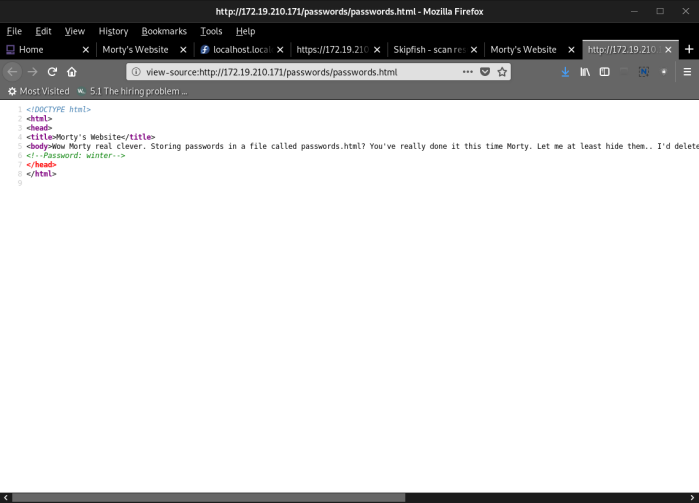 http://172.19.210.171/passwords/passwords.html - Mozilla Firefox
File Edit View History Bookmarks Tools Help
Home Morty's Website localhost.local https://172.19.210. Skipfish - scan res Morty's Website http://172.19.210.
view-source:http://172.19.210.171/passwords/passwords.html
Most Visited 5.1 The hiring problem ...
1 <!DOCTYPE html>
2 <html>
3 <head>
4 <title>Morty's Website</title>
5 <body>Wow Morty real clever. Storing passwords in a file called passwords.html? You've really done it this time Morty. Let me at least hide them.. I'd delete
6 <!--Password: winter-->
7 </head>
8 </html>
9